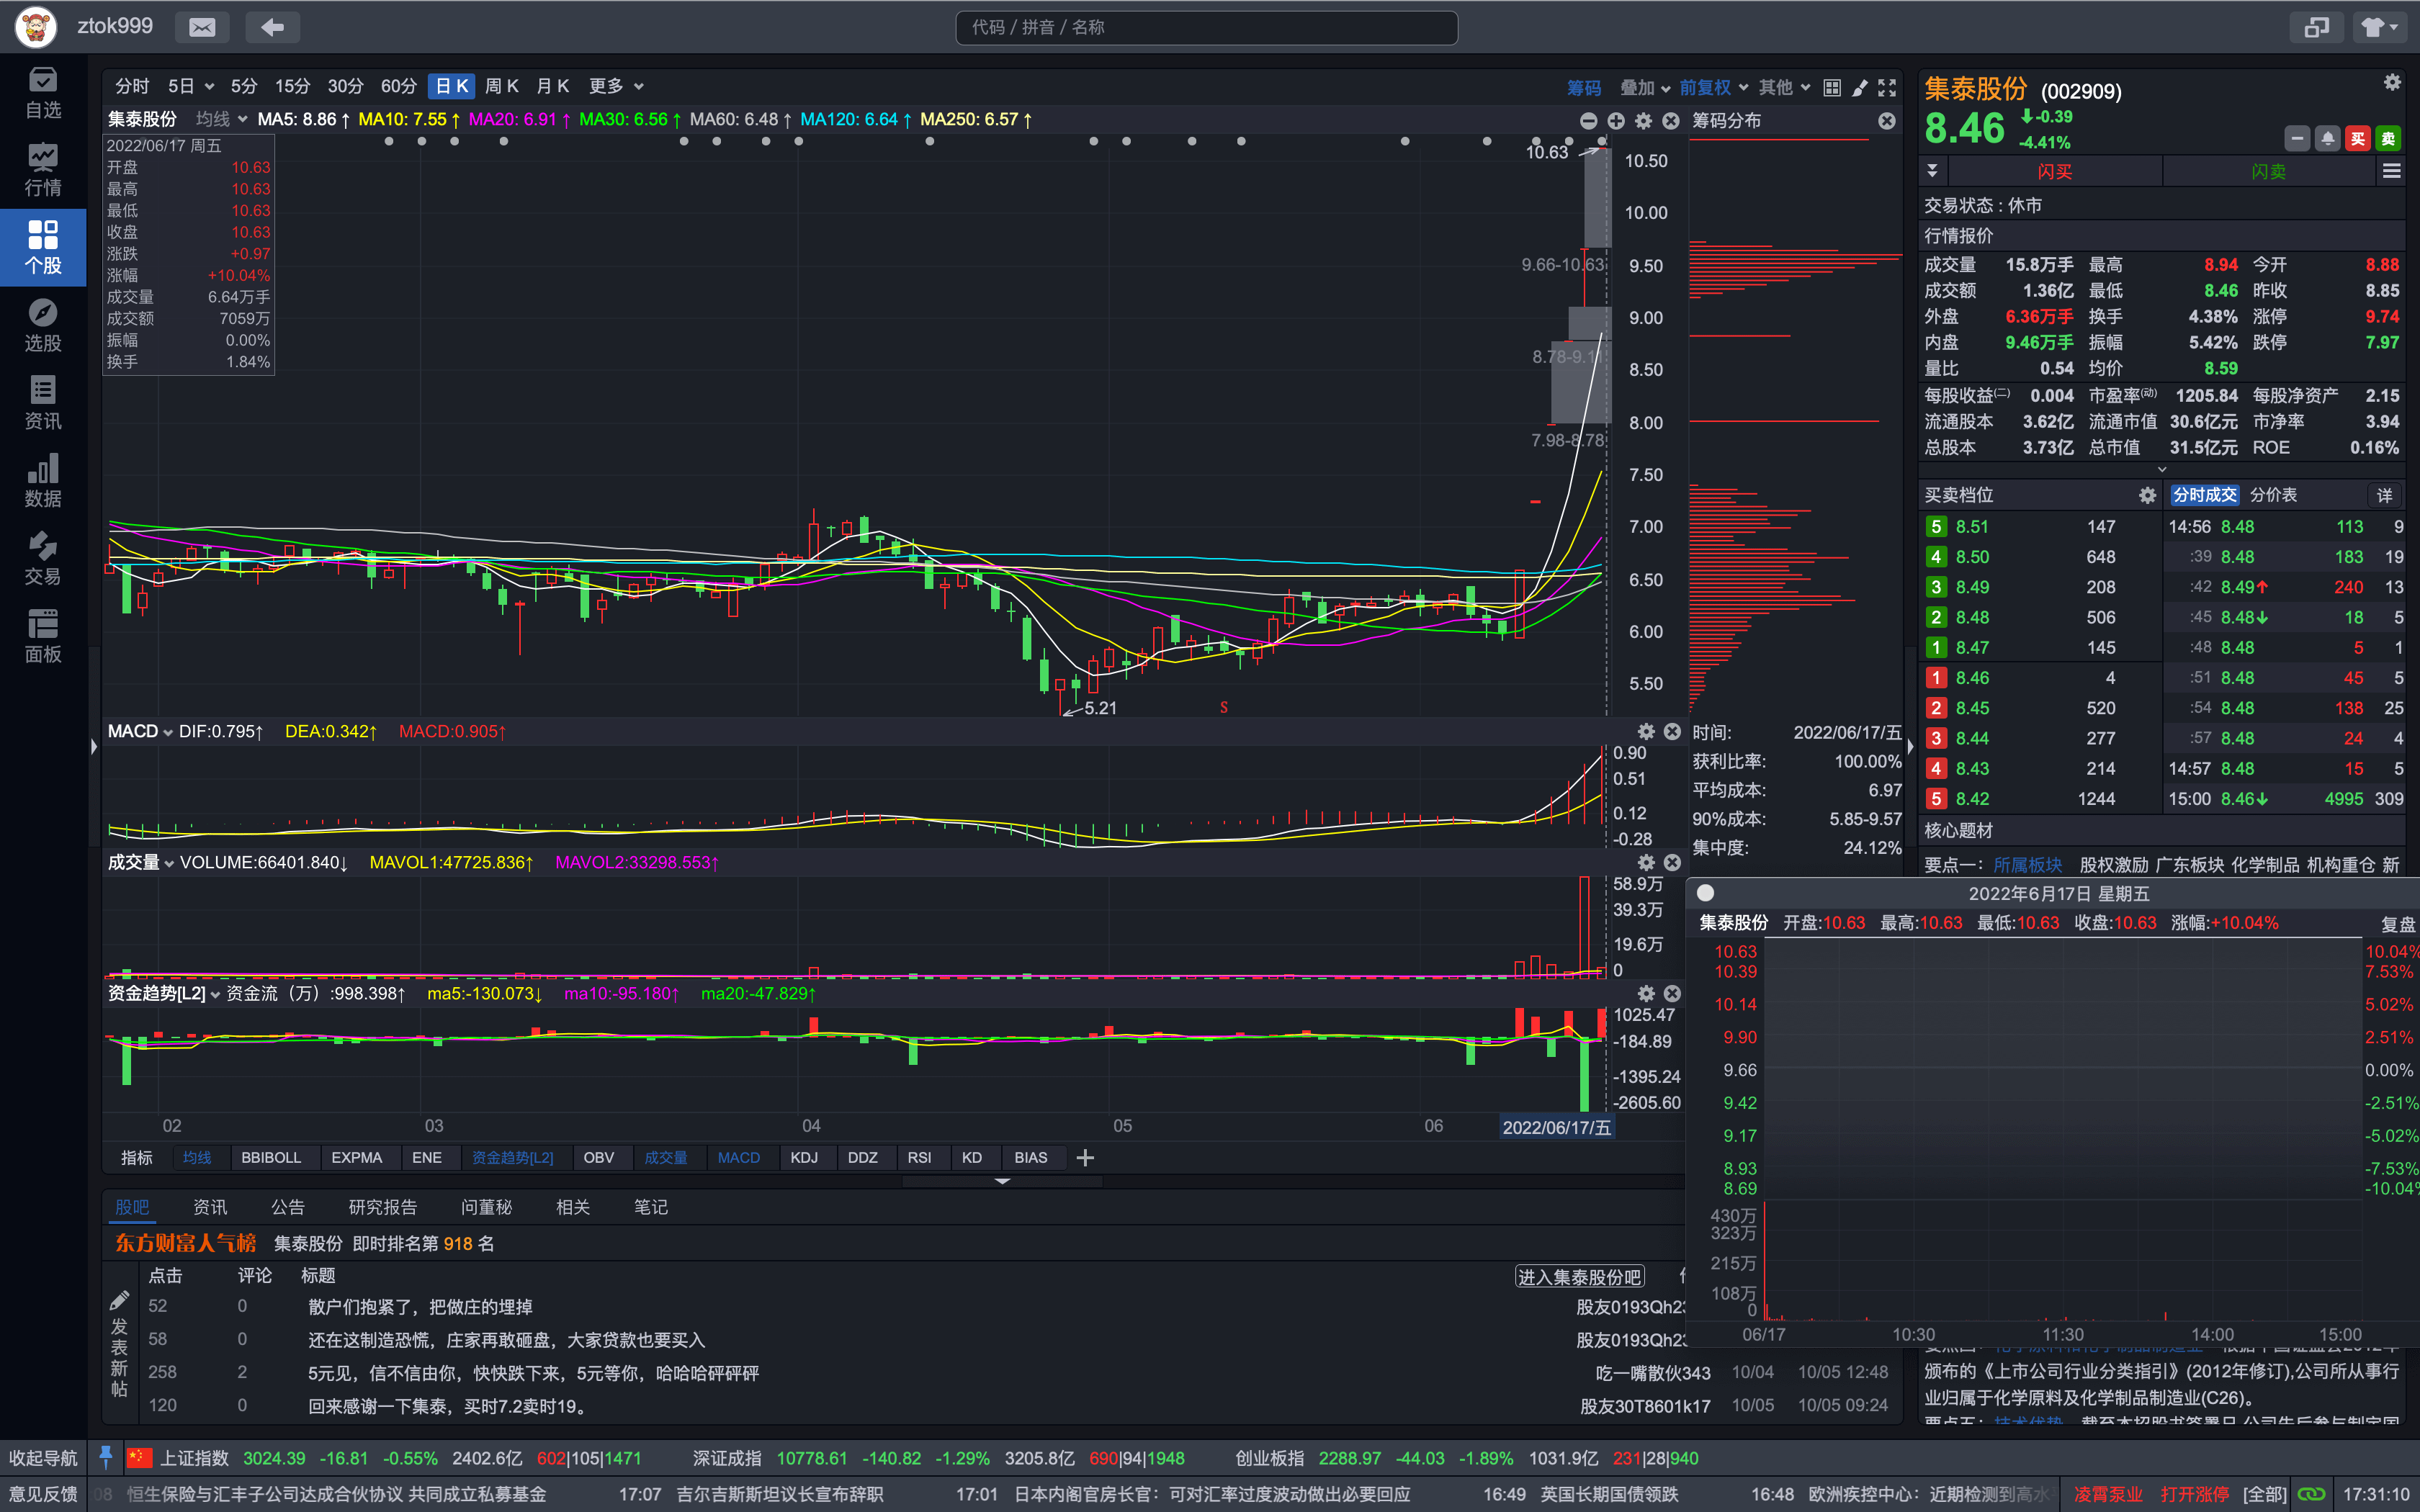 ztok999
代码 / 拼音 / 名称
自选
行情
个股
选股
资讯
数据
交易
面板
分时 5日 5分 15分 30分 60分 日K 周K 月K 更多
筹码 叠加 前复权 其他
集泰股份 均线 MA5: 8.86↑ MA10: 7.55↑ MA20: 6.91↑ MA30: 6.56↑ MA60: 6.48↑ MA120: 6.64↑ MA250: 6.57↑
筹码分布
2022/06/17 周五
开盘 10.63
最高 10.63
最低 10.63
收盘 10.63
涨跌 +0.97
涨幅 +10.04%
成交量 6.64万手
成交额 7059万
振幅 0.00%
换手 1.84%
10.63
9.66-10.63
8.78-9.1
7.98-8.78
5.21
S
10.50
10.00
9.50
9.00
8.50
8.00
7.50
7.00
6.50
6.00
5.50
MACD DIF:0.795↑ DEA:0.342↑ MACD:0.905↑
0.90
0.51
0.12
-0.28
成交量 VOLUME:66401.840↓ MAVOL1:47725.836↑ MAVOL2:33298.553↑
58.9万
39.3万
19.6万
0
资金趋势[L2] 资金流（万）:998.398↑ ma5:-130.073↓ ma10:-95.180↑ ma20:-47.829↑
1025.47
-184.89
-1395.24
-2605.60
02 03 04 05 06 2022/06/17/五
时间: 2022/06/17/五
获利比率: 100.00%
平均成本: 6.97
90%成本: 5.85-9.57
集中度: 24.12%
指标 均线 BBIBOLL EXPMA ENE 资金趋势[L2] OBV 成交量 MACD KDJ DDZ RSI KD BIAS
股吧 资讯 公告 研究报告 问董秘 相关 笔记
东方财富人气榜 集泰股份 即时排名第 918 名
发表新帖
点击 评论 标题 进入集泰股份吧
52 0 散户们抱紧了，把做庄的埋掉 股友0193Qh23
58 0 还在这制造恐慌，庄家再敢砸盘，大家贷款也要买入 股友0193Qh23
258 2 5元见，信不信由你，快快跌下来，5元等你，哈哈哈砰砰砰 吃一嘴散伙343 10/04 10/05 12:48
120 0 回来感谢一下集泰，买时7.2卖时19。 股友30T8601k17 10/05 10/05 09:24
集泰股份 (002909)
8.46 -0.39
-4.41%
买 卖
闪买 闪卖
交易状态 : 休市
行情报价
成交量 15.8万手 最高 8.94 今开 8.88
成交额 1.36亿 最低 8.46 昨收 8.85
外盘 6.36万手 换手 4.38% 涨停 9.74
内盘 9.46万手 振幅 5.42% 跌停 7.97
量比 0.54 均价 8.59
每股收益(二) 0.004 市盈率(动) 1205.84 每股净资产 2.15
流通股本 3.62亿 流通市值 30.6亿元 市净率 3.94
总股本 3.73亿 总市值 31.5亿元 ROE 0.16%
买卖档位 分时成交 分价表 详
5 8.51 147 14:56 8.48 113 9
4 8.50 648 :39 8.48 183 19
3 8.49 208 :42 8.49↑ 240 13
2 8.48 506 :45 8.48↓ 18 5
1 8.47 145 :48 8.48 5 1
1 8.46 4 :51 8.48 45 5
2 8.45 520 :54 8.48 138 25
3 8.44 277 :57 8.48 24 4
4 8.43 214 14:57 8.48 15 5
5 8.42 1244 15:00 8.46↓ 4995 309
核心题材
要点一: 所属板块 股权激励 广东板块 化学制品 机构重仓 新
2022年6月17日 星期五
集泰股份 开盘:10.63 最高:10.63 最低:10.63 收盘:10.63 涨幅:+10.04% 复盘
10.63 10.04%
10.39 7.53%
10.14 5.02%
9.90 2.51%
9.66 0.00%
9.42 -2.51%
9.17 -5.02%
8.93 -7.53%
8.69 -10.04%
430万
323万
215万
108万
0
06/17 10:30 11:30 14:00 15:00
颁布的《上市公司行业分类指引》(2012年修订),公司所从事行
业归属于化学原料及化学制品制造业(C26)。
收起导航 上证指数 3024.39 -16.81 -0.55% 2402.6亿 602|105|1471 深证成指 10778.61 -140.82 -1.29% 3205.8亿 690|94|1948 创业板指 2288.97 -44.03 -1.89% 1031.9亿 231|28|940
意见反馈 08 恒生保险与汇丰子公司达成合伙协议 共同成立私募基金 17:07 吉尔吉斯斯坦议长宣布辞职 17:01 日本内阁官房长官：可对汇率过度波动做出必要回应 16:49 英国长期国债领跌 16:48 欧洲疾控中心：近期检测到高水 凌霄泵业 打开涨停 [全部] 17:31:10